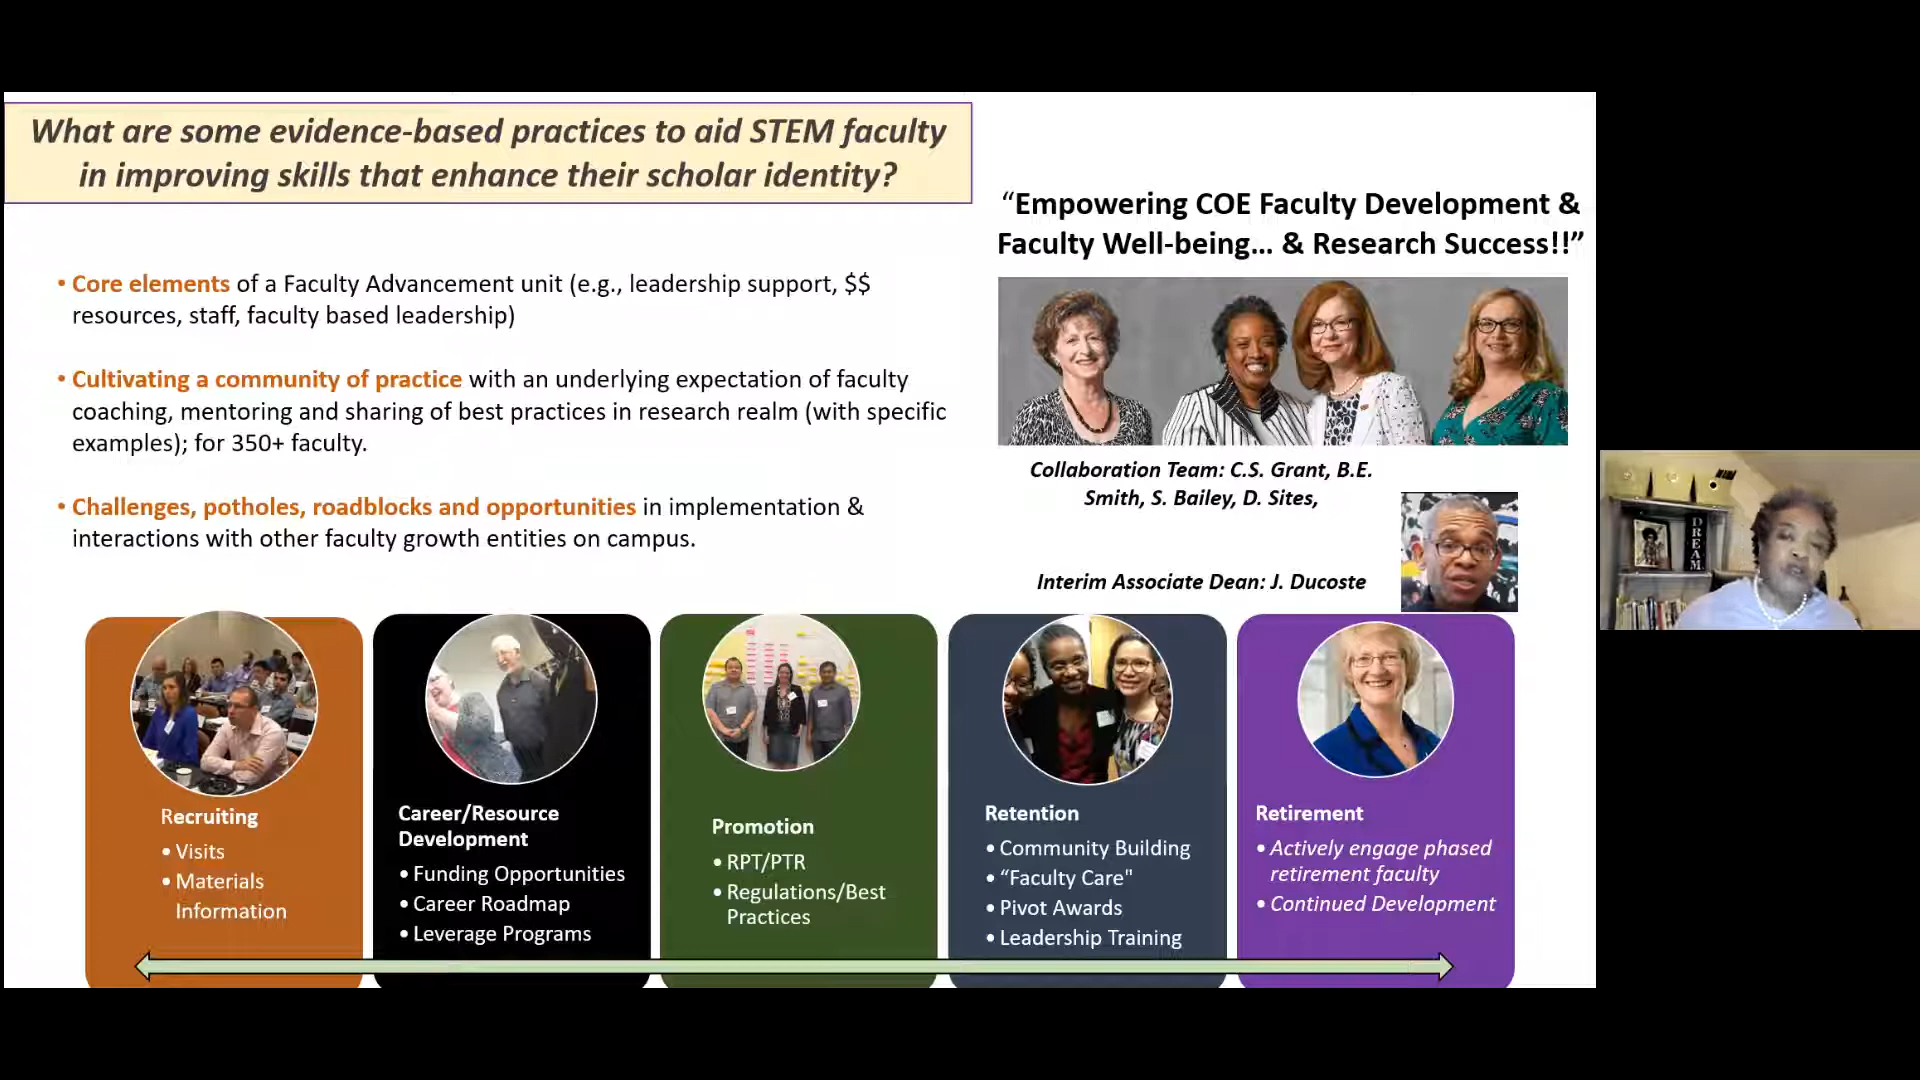 What are some evidence-based practices to aid STEM faculty
in improving skills that enhance their scholar identity?
• Core elements of a Faculty Advancement unit (e.g., leadership support, $$
resources, staff, faculty based leadership)
• Cultivating a community of practice with an underlying expectation of faculty
coaching, mentoring and sharing of best practices in research realm (with specific
examples); for 350+ faculty.
• Challenges, potholes, roadblocks and opportunities in implementation &
interactions with other faculty growth entities on campus.
“Empowering COE Faculty Development &
Faculty Well-being... & Research Success!!”
Collaboration Team: C.S. Grant, B.E.
Smith, S. Bailey, D. Sites,
Interim Associate Dean: J. Ducoste
DREAM
Recruiting
• Visits
• Materials
Information
Career/Resource
Development
• Funding Opportunities
• Career Roadmap
• Leverage Programs
Promotion
• RPT/PTR
• Regulations/Best
Practices
Retention
• Community Building
• “Faculty Care"
• Pivot Awards
• Leadership Training
Retirement
• Actively engage phased
retirement faculty
• Continued Development